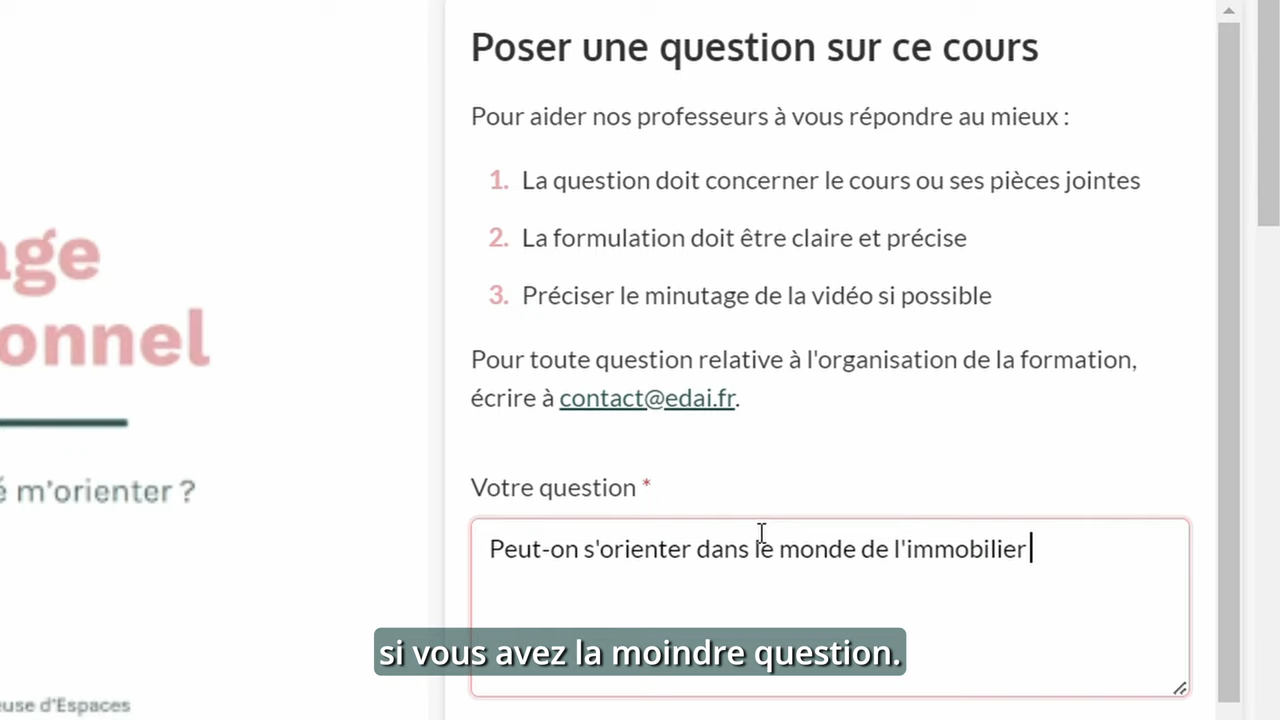 Poser une question sur ce cours
Pour aider nos professeurs à vous répondre au mieux :
1. La question doit concerner le cours ou ses pièces jointes
2. La formulation doit être claire et précise
3. Préciser le minutage de la vidéo si possible
Pour toute question relative à l'organisation de la formation,
écrire à contact@edai.fr.
Votre question *
Peut-on s'orienter dans le monde de l'immobilier
si vous avez la moindre question.
age
onnel
é m'orienter ?
euse d'Espaces